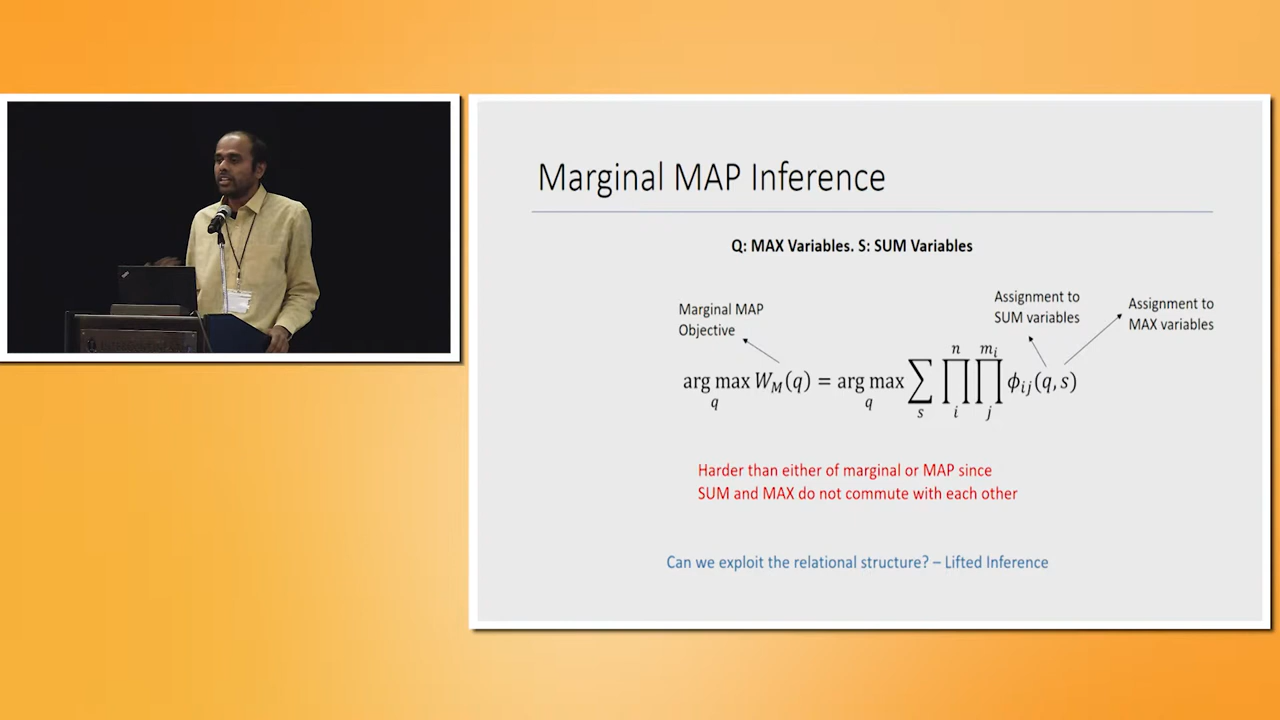 Marginal MAP Inference
Q: MAX Variables. S: SUM Variables
Marginal MAP
Objective
Assignment to
SUM variables
Assignment to
MAX variables
arg max W_M(q) = arg max ∑ ∏ ∏ ϕ_ij(q, s)
q q s i j
n m_i
Harder than either of marginal or MAP since
SUM and MAX do not commute with each other
Can we exploit the relational structure? – Lifted Inference